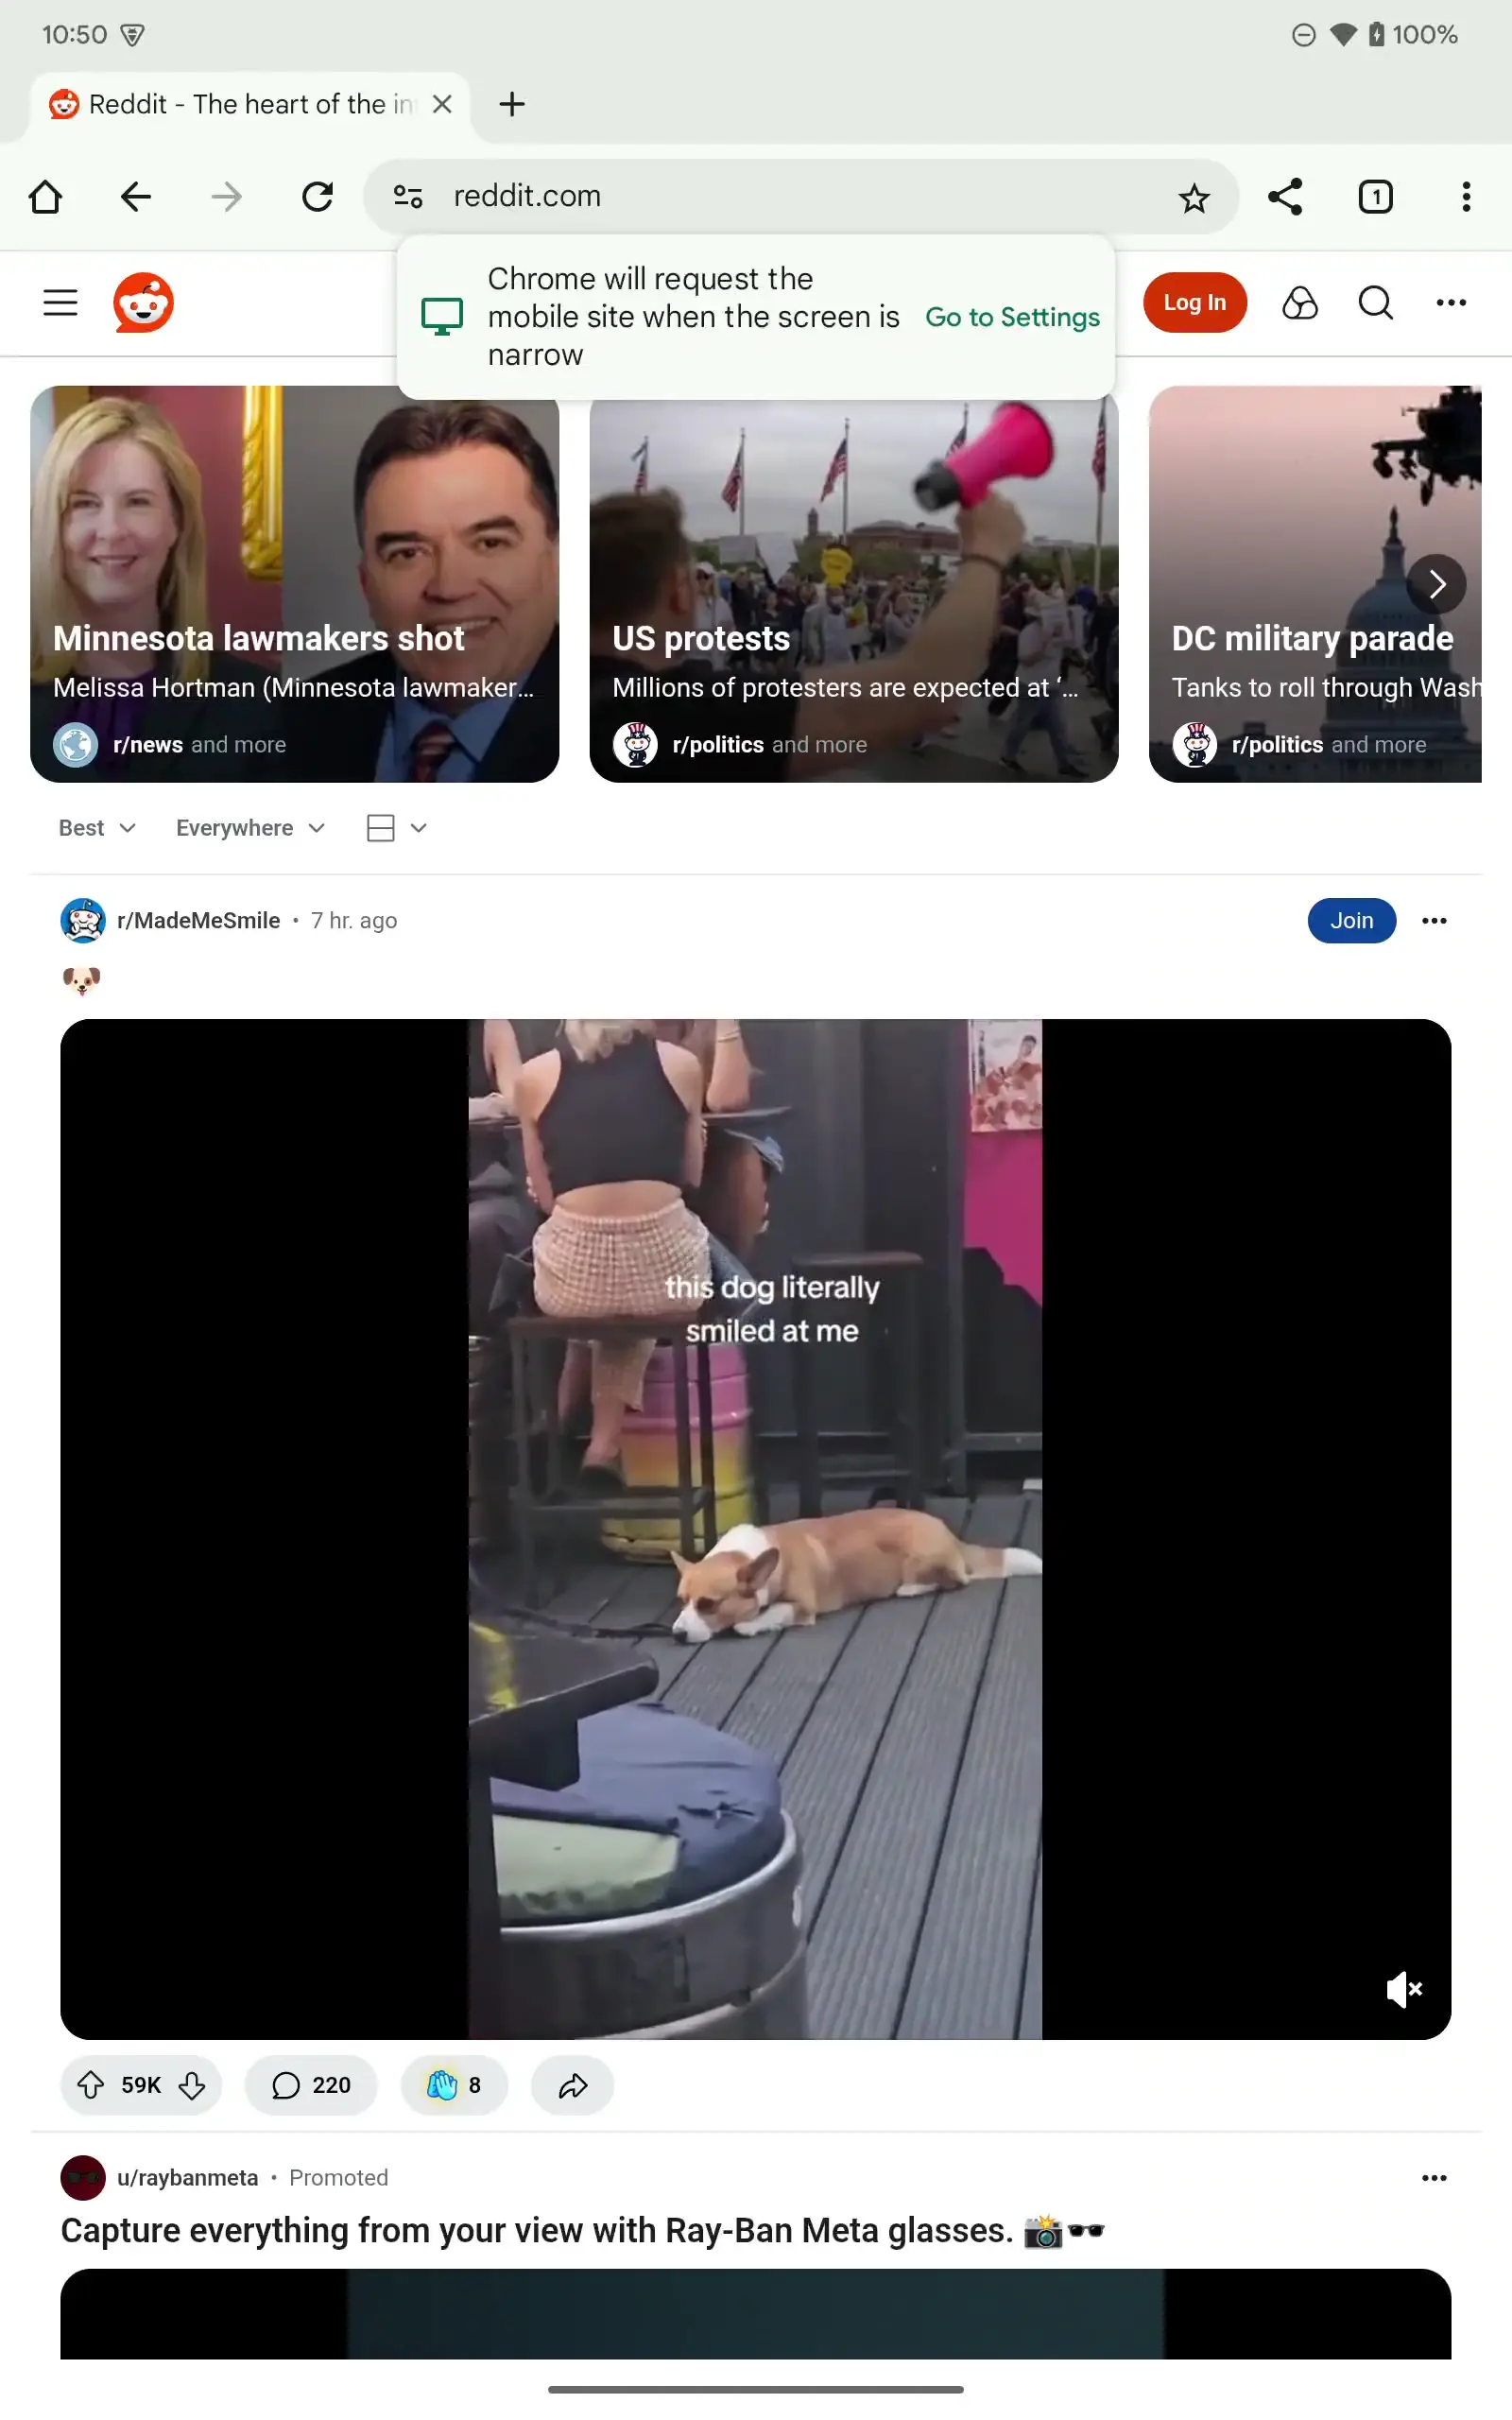 10:50
100%
Reddit - The heart of the in
reddit.com
1
Chrome will request the
mobile site when the screen is
narrow
Go to Settings
Log In
Minnesota lawmakers shot
Melissa Hortman (Minnesota lawmaker...
r/news and more
US protests
Millions of protesters are expected at ‘...
r/politics and more
DC military parade
Tanks to roll through Wash
r/politics and more
Best
Everywhere
r/MadeMeSmile • 7 hr. ago
Join
🐶
this dog literally
smiled at me
59K
220
8
u/raybanmeta • Promoted
Capture everything from your view with Ray-Ban Meta glasses. 📸🕶️